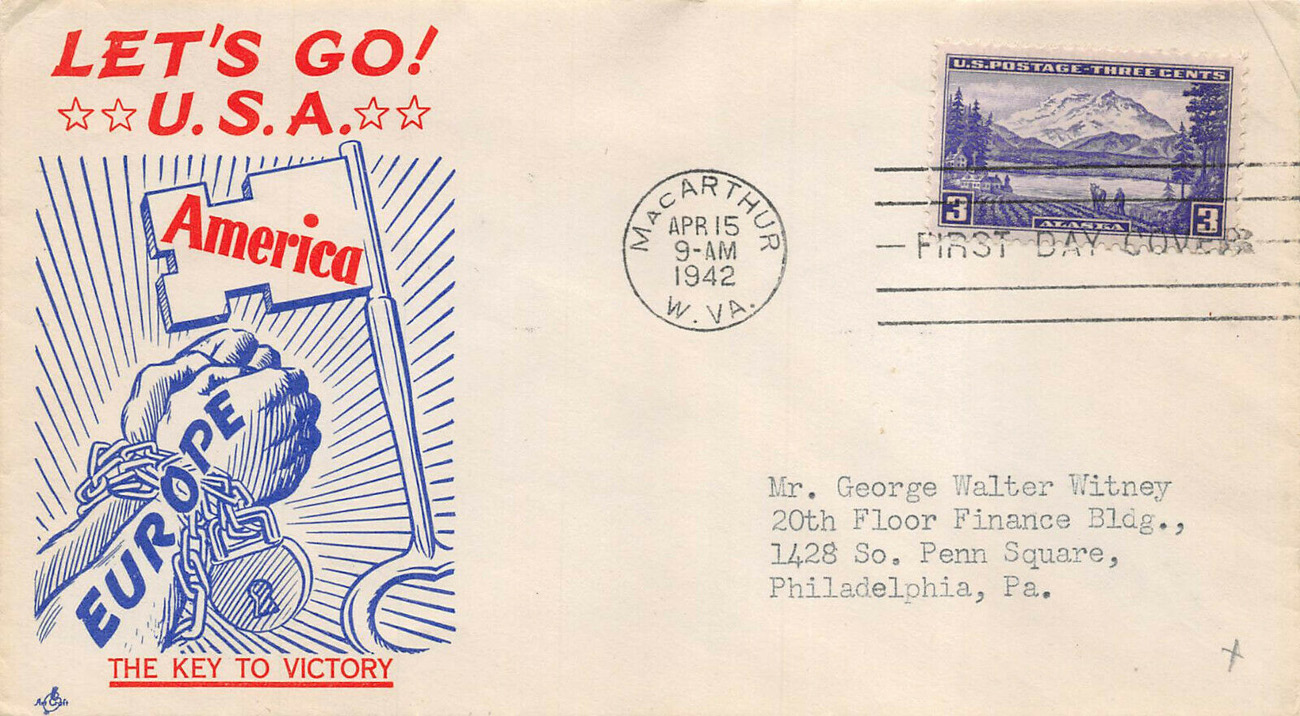 LET'S GO!
U.S.A.
America
EUROPE
THE KEY TO VICTORY
Art Craft
MacARTHUR
APR 15
9-AM
1942
W. VA.
U.S. POSTAGE-THREE CENTS
3 ALASKA 3
FIRST DAY COVER
Mr. George Walter Witney
20th Floor Finance Bldg.,
1428 So. Penn Square,
Philadelphia, Pa.